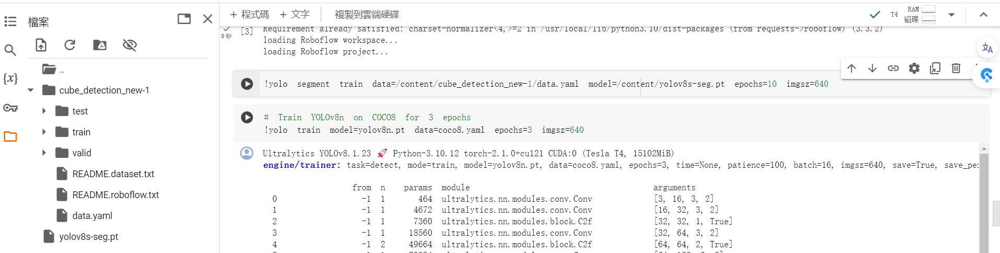 檔案
..
cube_detection_new-1
test
train
valid
README.dataset.txt
README.roboflow.txt
data.yaml
yolov8s-seg.pt
{x}
+ 程式碼 + 文字 複製到雲端硬碟
T4 RAM
磁碟
8 秒
[3] Requirement already satisfied: charset-normalizer<4,>=2 in /usr/local/lib/python3.10/dist-packages (from requests->roboflow) (3.3.2)
loading Roboflow workspace...
loading Roboflow project...
!yolo segment train data=/content/cube_detection_new-1/data.yaml model=/content/yolov8s-seg.pt epochs=10 imgsz=640
# Train YOLOv8n on COCO8 for 3 epochs
!yolo train model=yolov8n.pt data=coco8.yaml epochs=3 imgsz=640
Ultralytics YOLOv8.1.23 🚀 Python-3.10.12 torch-2.1.0+cu121 CUDA:0 (Tesla T4, 15102MiB)
engine/trainer: task=detect, mode=train, model=yolov8n.pt, data=coco8.yaml, epochs=3, time=None, patience=100, batch=16, imgsz=640, save=True,
from n params module arguments
0 -1 1 464 ultralytics.nn.modules.conv.Conv [3, 16, 3, 2]
1 -1 1 4672 ultralytics.nn.modules.conv.Conv [16, 32, 3, 2]
2 -1 1 7360 ultralytics.nn.modules.block.C2f [32, 32, 1, True]
3 -1 1 18560 ultralytics.nn.modules.conv.Conv [32, 64, 3, 2]
4 -1 2 49664 ultralytics.nn.modules.block.C2f [64, 64, 2, True]